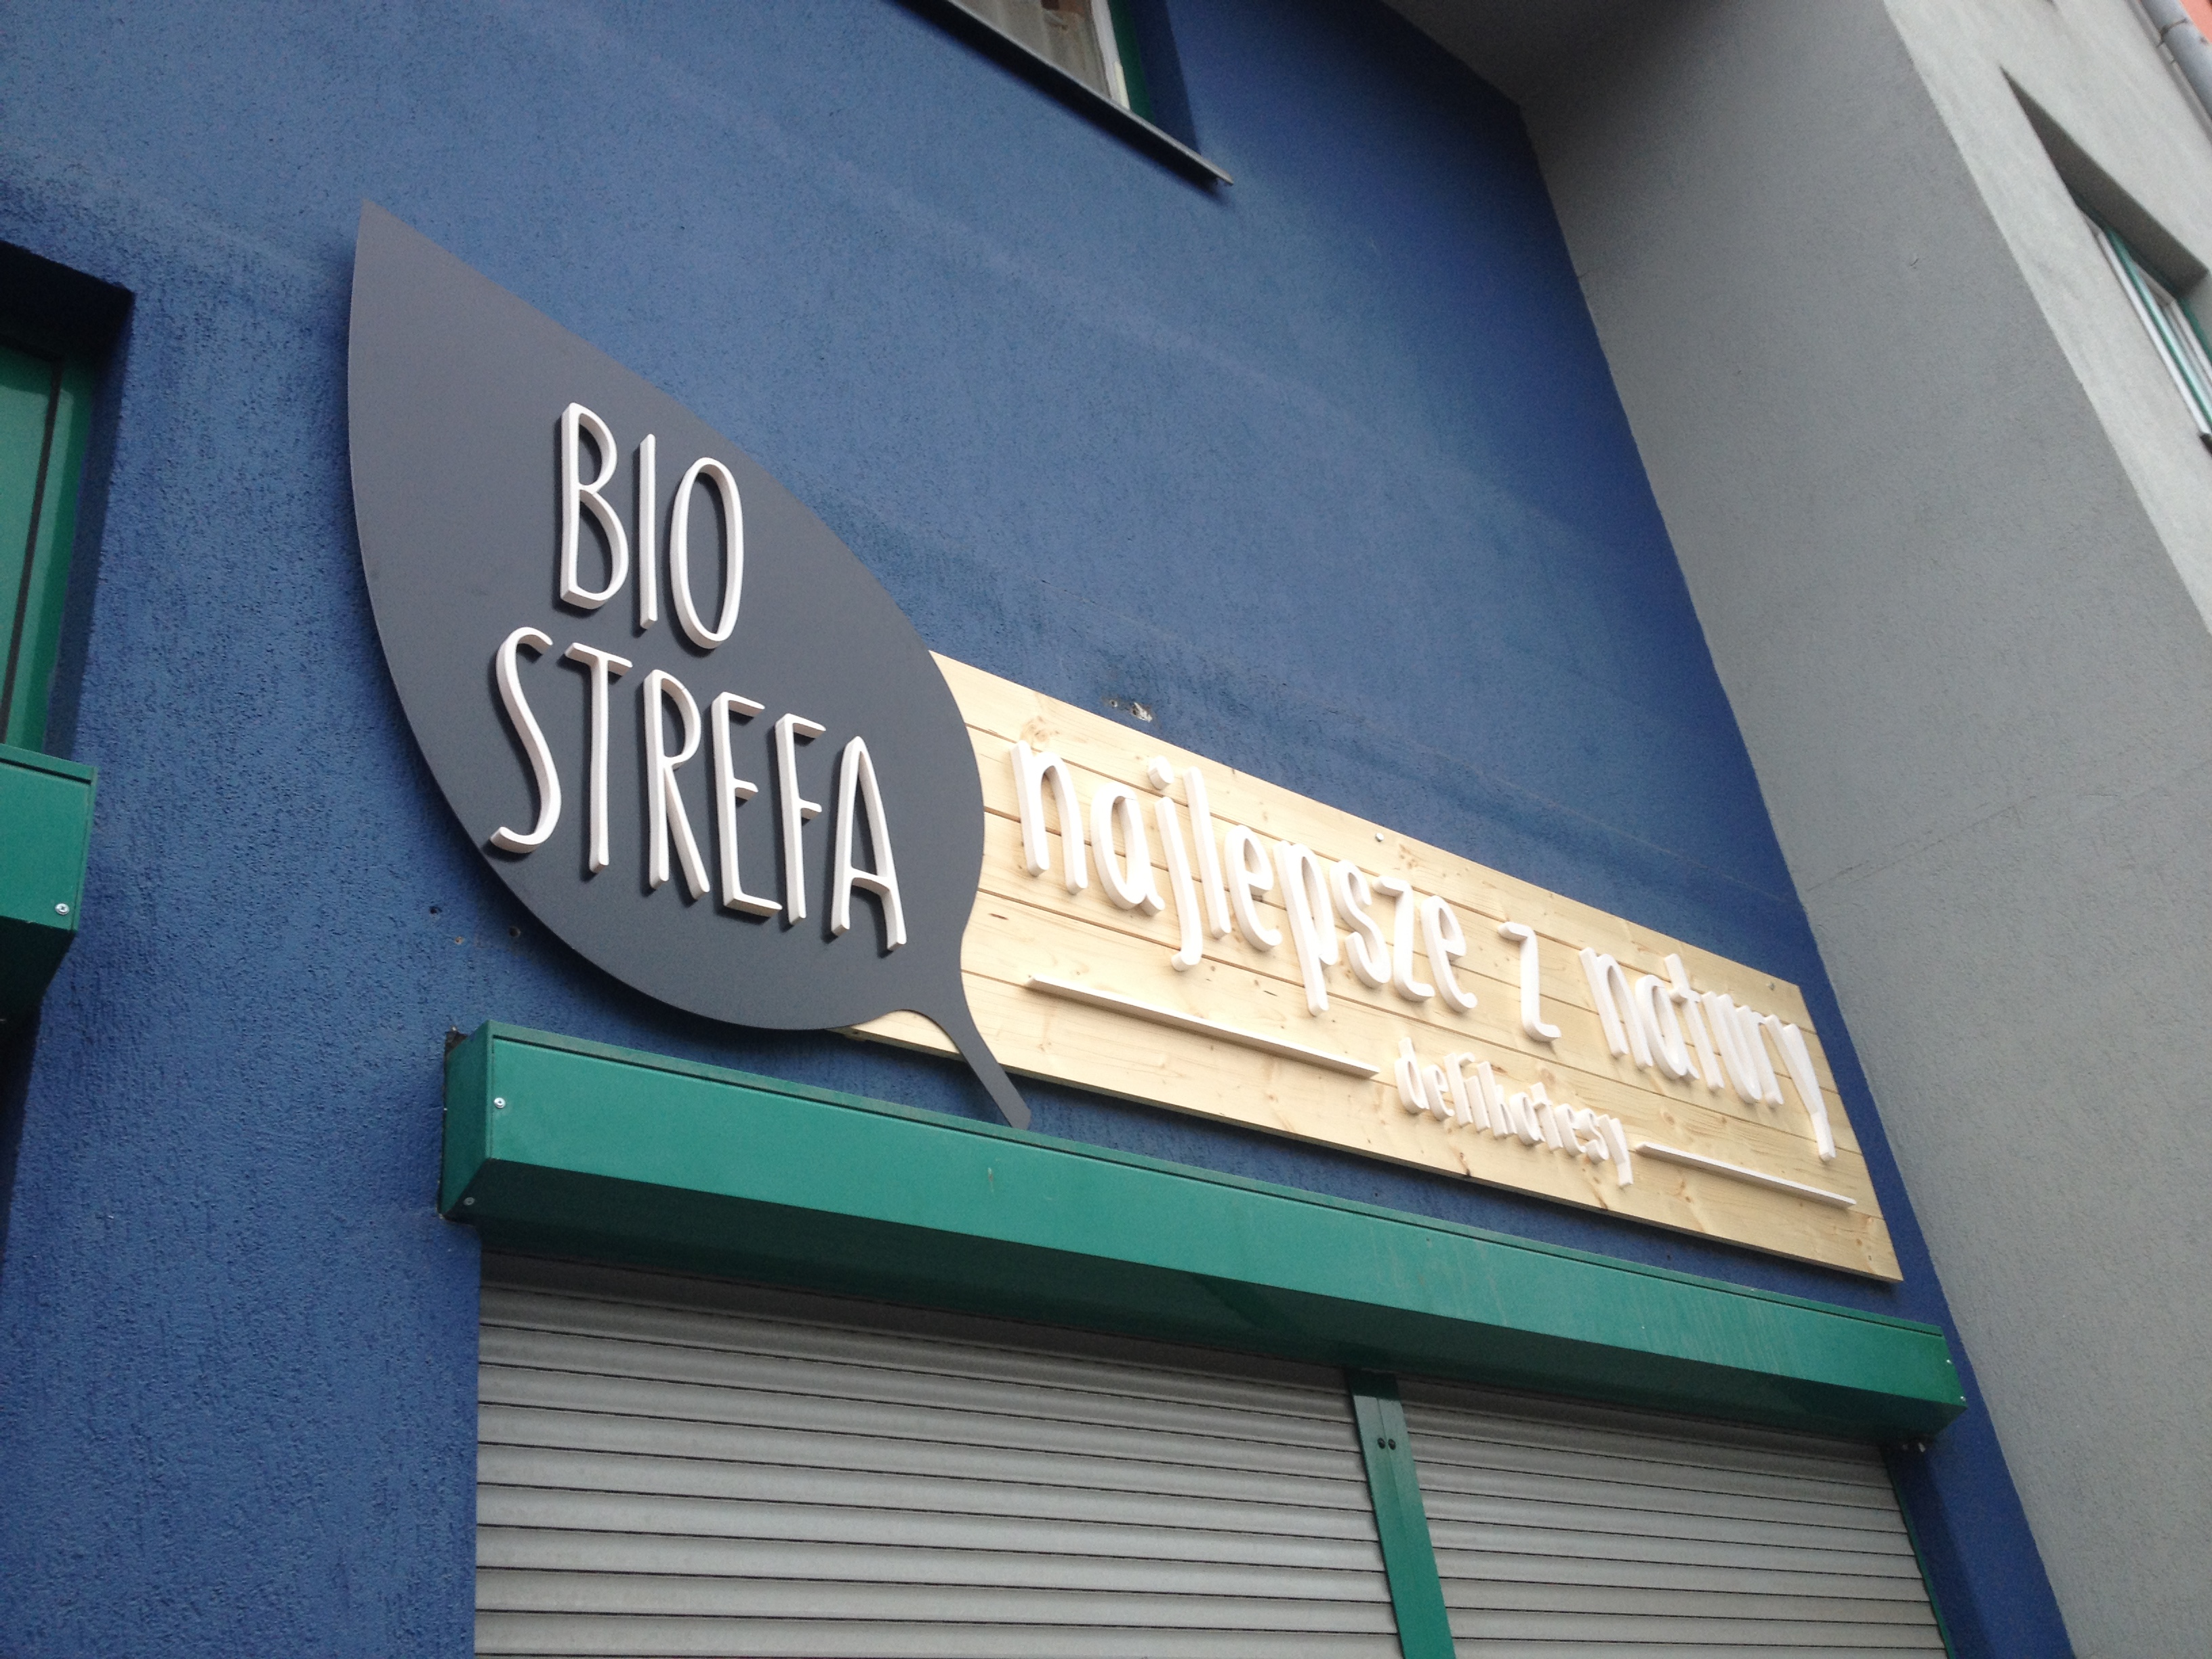 BIO
STREFA
najlepsze z natury
delikatesy